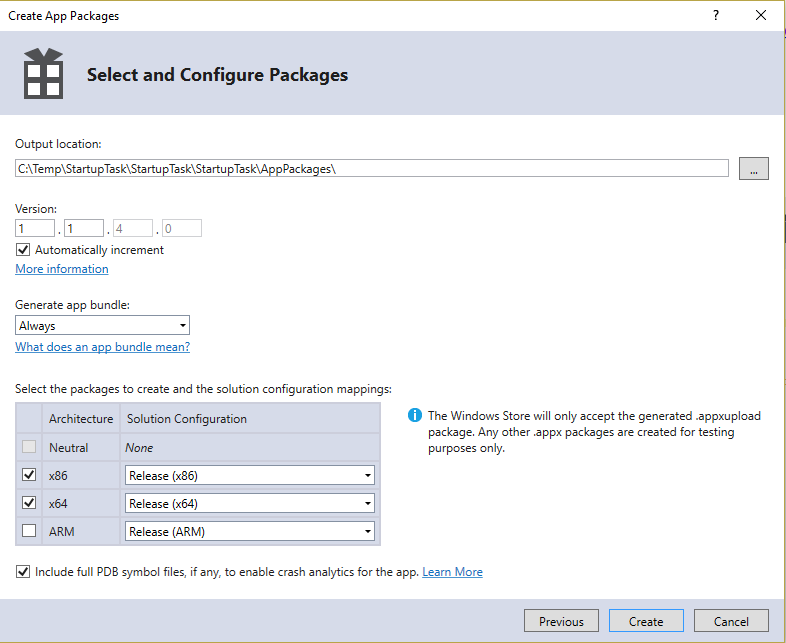 Create App Packages
?
Select and Configure Packages
Output location:
C:\Temp\StartupTask\StartupTask\StartupTask\AppPackages\
...
Version:
1 . 1 . 4 . 0
Automatically increment
More information
Generate app bundle:
Always
What does an app bundle mean?
Select the packages to create and the solution configuration mappings:
Architecture Solution Configuration
Neutral None
x86 Release (x86)
x64 Release (x64)
ARM Release (ARM)
The Windows Store will only accept the generated .appxupload
package. Any other .appx packages are created for testing
purposes only.
Include full PDB symbol files, if any, to enable crash analytics for the app. Learn More
Previous Create Cancel